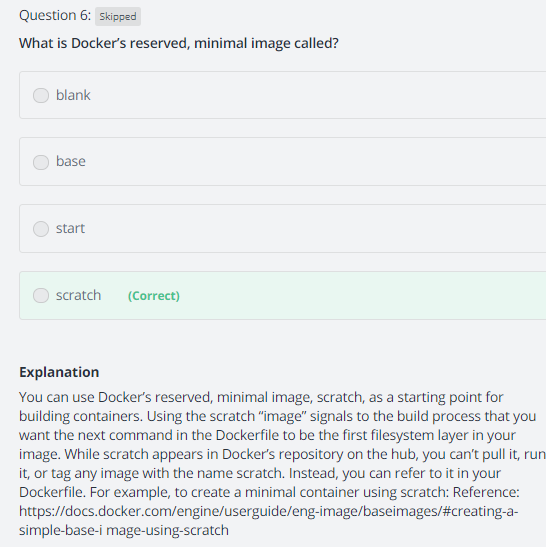 Question 6: Skipped
What is Docker’s reserved, minimal image called?
blank
base
start
scratch (Correct)
Explanation
You can use Docker’s reserved, minimal image, scratch, as a starting point for
building containers. Using the scratch “image” signals to the build process that you
want the next command in the Dockerfile to be the first filesystem layer in your
image. While scratch appears in Docker’s repository on the hub, you can’t pull it, run
it, or tag any image with the name scratch. Instead, you can refer to it in your
Dockerfile. For example, to create a minimal container using scratch: Reference:
https://docs.docker.com/engine/userguide/eng-image/baseimages/#creating-a-
simple-base-i mage-using-scratch